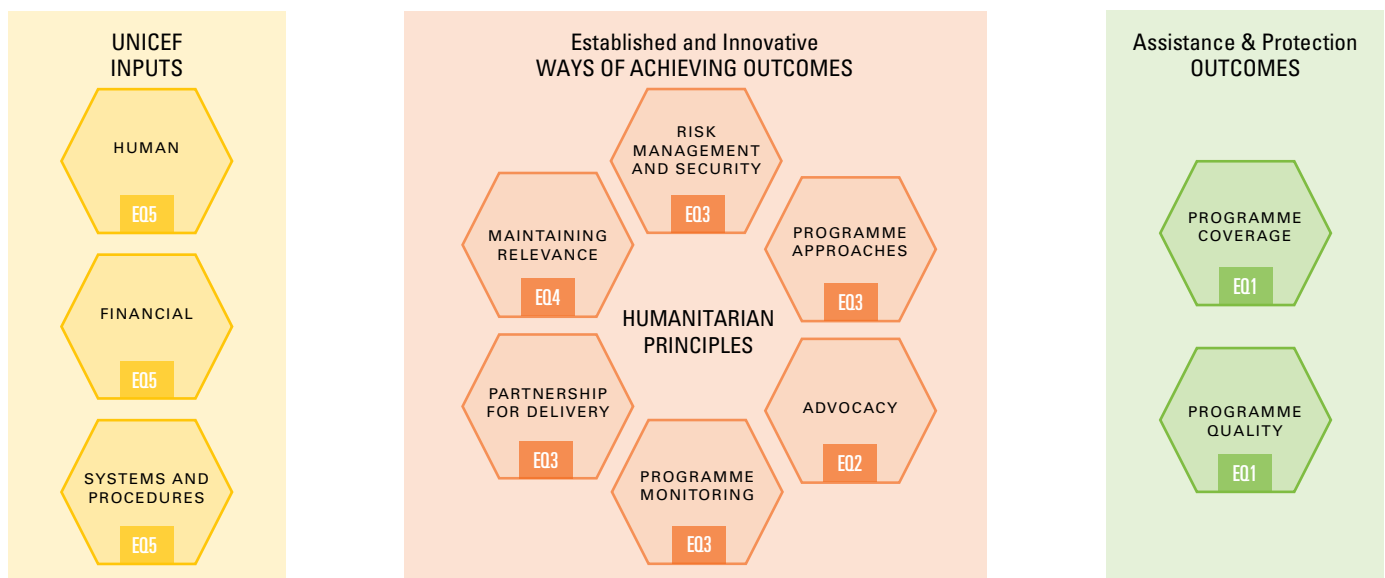 UNICEF
INPUTS
HUMAN
EQ5
FINANCIAL
EQ5
SYSTEMS AND
PROCEDURES
EQ5
Established and Innovative
WAYS OF ACHIEVING OUTCOMES
RISK
MANAGEMENT
AND SECURITY
EQ3
MAINTAINING
RELEVANCE
EQ4
PROGRAMME
APPROACHES
EQ3
HUMANITARIAN
PRINCIPLES
PARTNERSHIP
FOR DELIVERY
EQ3
ADVOCACY
EQ2
PROGRAMME
MONITORING
EQ3
Assistance & Protection
OUTCOMES
PROGRAMME
COVERAGE
EQ1
PROGRAMME
QUALITY
EQ1